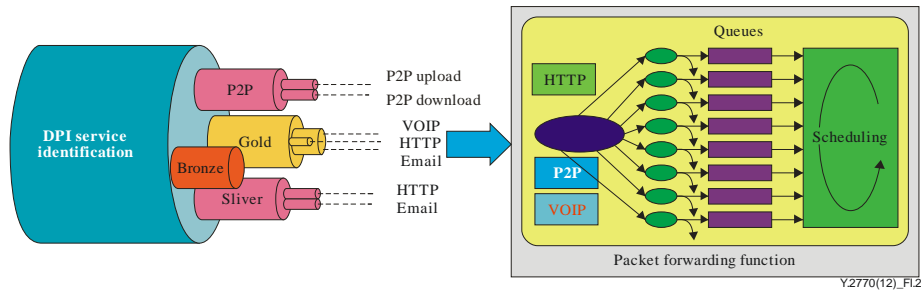 DPI service
identification
P2P
Gold
Bronze
Sliver
P2P upload
P2P download
VOIP
HTTP
Email
HTTP
Email
Queues
HTTP
P2P
VOIP
Scheduling
Packet forwarding function
Y.2770(12)_FI.2